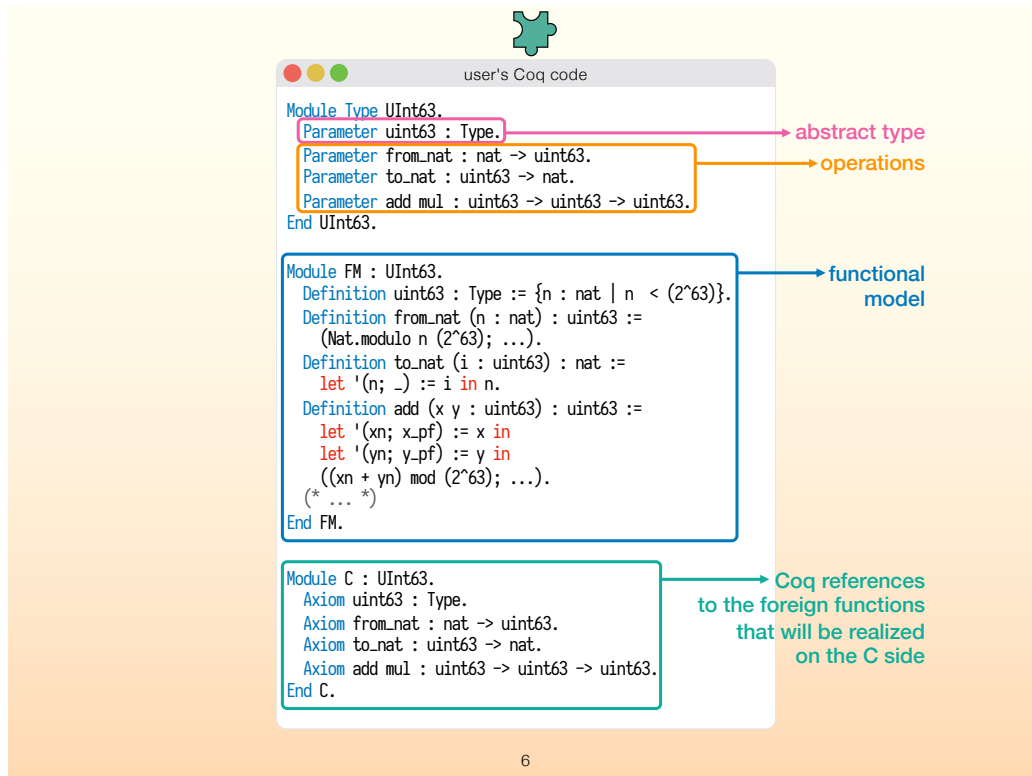 user's Coq code
Module Type UInt63.
Parameter uint63 : Type.
Parameter from_nat : nat -> uint63.
Parameter to_nat : uint63 -> nat.
Parameter add mul : uint63 -> uint63 -> uint63.
End UInt63.
abstract type
operations
Module FM : UInt63.
Definition uint63 : Type := {n : nat | n < (2^63)}.
Definition from_nat (n : nat) : uint63 :=
(Nat.modulo n (2^63); ...).
Definition to_nat (i : uint63) : nat :=
let '(n; _) := i in n.
Definition add (x y : uint63) : uint63 :=
let '(xn; x_pf) := x in
let '(yn; y_pf) := y in
((xn + yn) mod (2^63); ...).
(* ... *)
End FM.
functional
model
Module C : UInt63.
Axiom uint63 : Type.
Axiom from_nat : nat -> uint63.
Axiom to_nat : uint63 -> nat.
Axiom add mul : uint63 -> uint63 -> uint63.
End C.
Coq references
to the foreign functions
that will be realized
on the C side
6